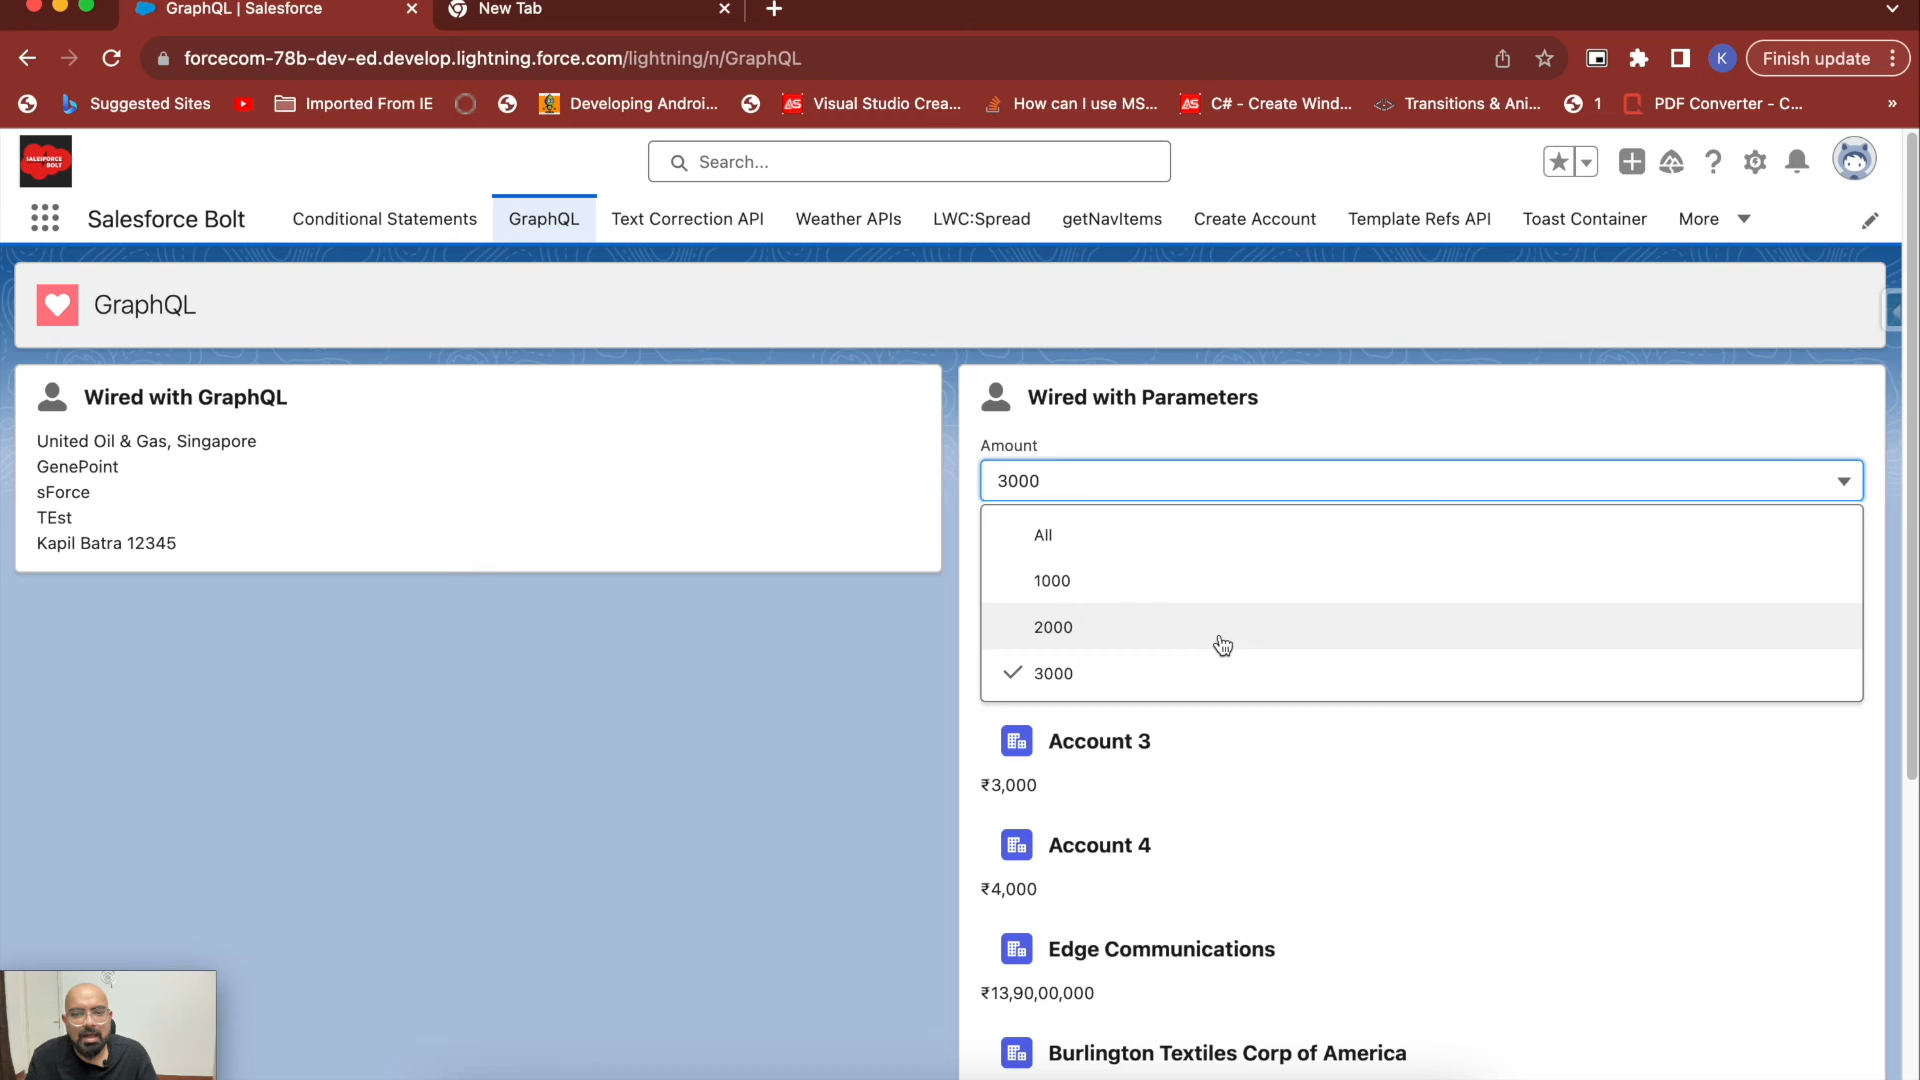 GraphQL | Salesforce
New Tab
forcecom-78b-dev-ed.develop.lightning.force.com/lightning/n/GraphQL
K
Finish update
Suggested Sites
Imported From IE
Developing Androi...
Visual Studio Crea...
How can I use MS...
C# - Create Wind...
Transitions & Ani...
1
PDF Converter - C...
»
SALESFORCE
BOLT
Search...
Salesforce Bolt
Conditional Statements
GraphQL
Text Correction API
Weather APIs
LWC:Spread
getNavItems
Create Account
Template Refs API
Toast Container
More
GraphQL
Wired with GraphQL
United Oil & Gas, Singapore
GenePoint
sForce
TEst
Kapil Batra 12345
Wired with Parameters
Amount
3000
All
1000
2000
3000
Account 3
₹3,000
Account 4
₹4,000
Edge Communications
₹13,90,00,000
Burlington Textiles Corp of America